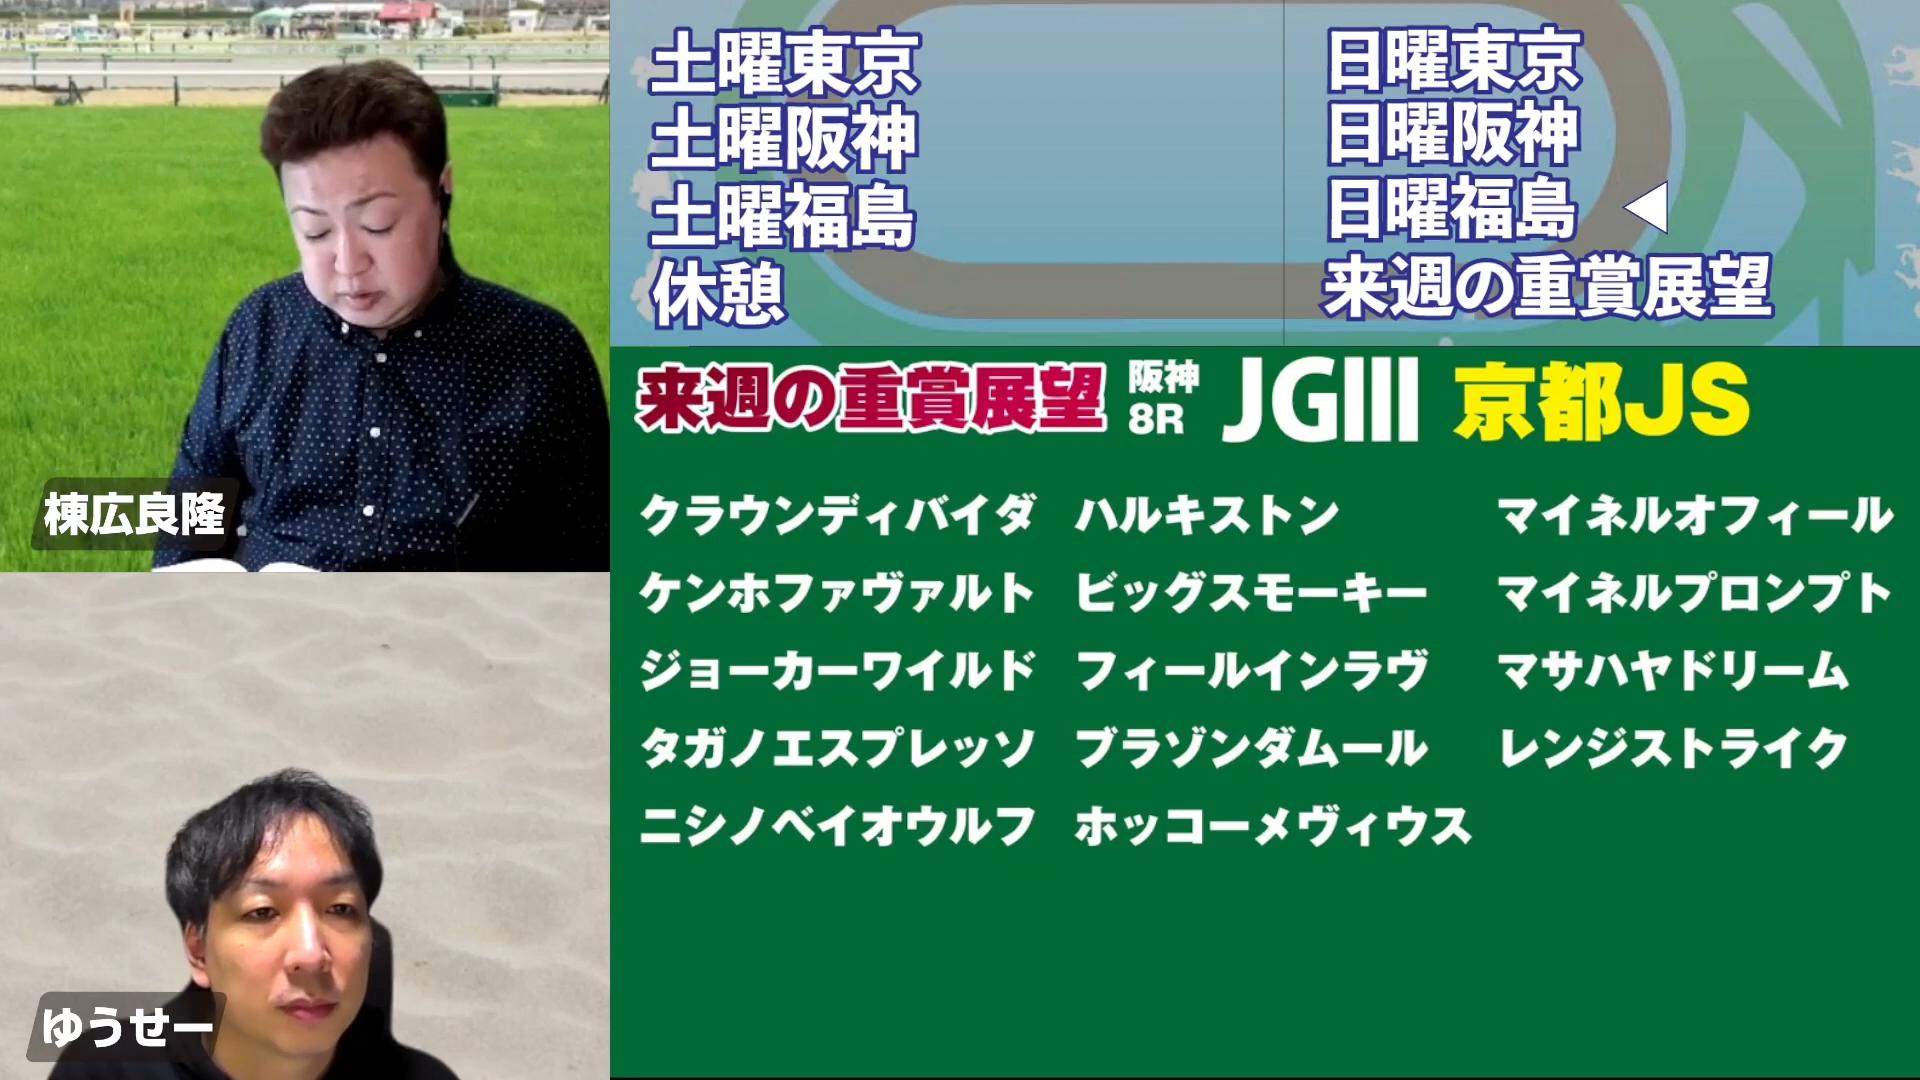 土曜東京
土曜阪神
土曜福島
休憩
日曜東京
日曜阪神
日曜福島 ◀
来週の重賞展望
来週の重賞展望 阪神 8R JGIII 京都JS
クラウンディバイダ ハルキストン マイネルオフィール
ケンホファヴァルト ビッグスモーキー マイネルプロンプト
ジョーカーワイルド フィールインラヴ マサハヤドリーム
タガノエスプレッソ ブラゾンダムール レンジストライク
ニシノベイオウルフ ホッコーメヴィウス
棟広良隆
ゆうせー